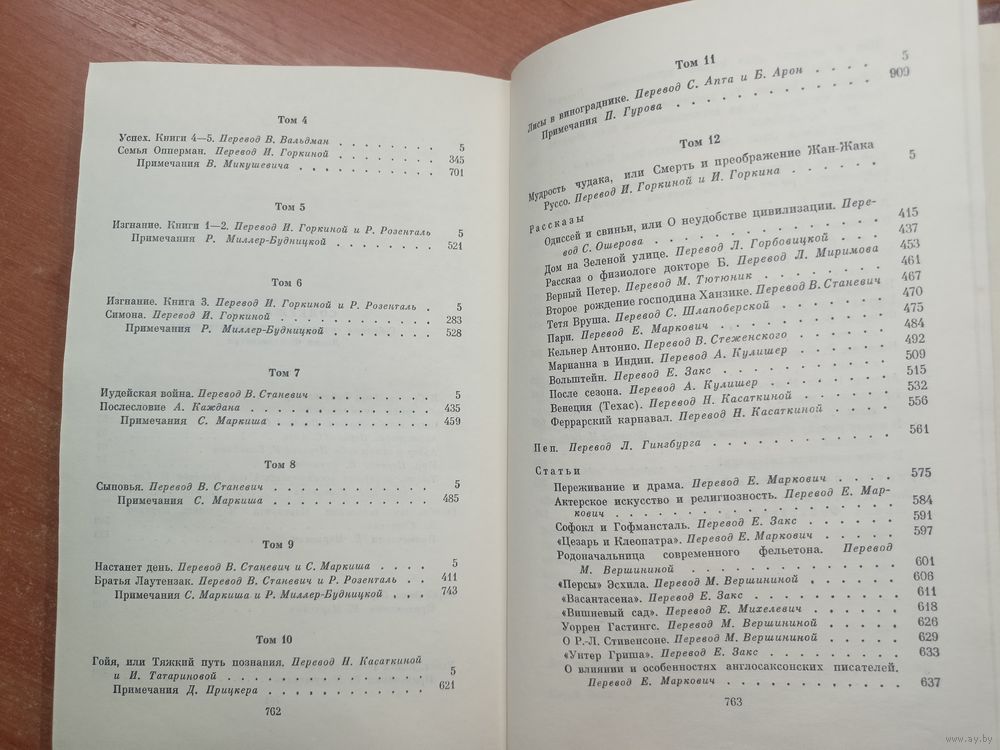 Том 4
Успех. Книги 4—5. Перевод В. Вальдман . . . . . . . . 5
Семья Опперман. Перевод И. Горкиной . . . . . . . . 345
Примечания В. Микушевича . . . . . . . . . . 701
Том 5
Изгнание. Книги 1—2. Перевод И. Горкиной и Р. Розенталь 5
Примечания Р. Миллер-Будницкой . . . . . . . . 521
Том 6
Изгнание. Книга 3. Перевод И. Горкиной и Р. Розенталь . 5
Симона. Перевод И. Горкиной . . . . . . . . . . . 283
Примечания Р. Миллер-Будницкой . . . . . . . . 528
Том 7
Иудейская война. Перевод В. Станевич . . . . . . . . . . 5
Послесловие А. Каждана . . . . . . . . . . . . . 435
Примечания С. Маркиша . . . . . . . . . . . . 459
Том 8
Сыновья. Перевод В. Станевич . . . . . . . . . . . . 5
Примечания С. Маркиша . . . . . . . . . . . . 485
Том 9
Настанет день. Перевод В. Станевич и С. Маркиша . . . . 5
Братья Лаутензак. Перевод В. Станевич и Р. Розенталь . . 411
Примечания С. Маркиша и Р. Миллер-Будницкой . . . 743
Том 10
Гойя, или Тяжкий путь познания. Перевод Н. Касаткиной
и И. Татариновой . . . . . . . . . . . . . . . 5
Примечания Д. Прицкера . . . . . . . . . . . . 621
762
Том 11
Лисы в винограднике. Перевод С. Апта и Б. Арон . . . . 5
Примечания П. Гурова . . . . . . . . . . . . . 909
Том 12
Мудрость чудака, или Смерть и преображение Жан-Жака
Руссо. Перевод И. Горкиной и И. Горкина . . . . . . 5
Рассказы
Одиссей и свиньи, или О неудобстве цивилизации. Пере-
вод С. Ошерова . . . . . . . . . . . . . . . 415
Дом на Зеленой улице. Перевод Л. Горбовицкой . . . . 437
Рассказ о физиологе докторе Б. Перевод Л. Миримова 453
Верный Петер. Перевод М. Тютюник . . . . . . . . 461
Второе рождение господина Ханзике. Перевод В. Станевич 467
Тетя Вруша. Перевод С. Шлапоберской . . . . . . . 470
Пари. Перевод Е. Маркович . . . . . . . . . . . 475
Кельнер Антонио. Перевод В. Стеженского . . . . . . 484
Марианна в Индии. Перевод А. Кулишер . . . . . . . 492
Вольштейн. Перевод Е. Закс . . . . . . . . . . . 509
После сезона. Перевод А. Кулишер . . . . . . . . . 515
Венеция (Техас). Перевод Н. Касаткиной . . . . . . . 532
Феррарский карнавал. Перевод Н. Касаткиной . . . . . 556
Пеп. Перевод Л. Гинзбурга . . . . . . . . . . . . . 561
Статьи
Переживание и драма. Перевод Е. Маркович . . . . . . 575
Актерское искусство и религиозность. Перевод Е. Мар-
кович . . . . . . . . . . . . . . . . . . . 584
Софокл и Гофмансталь. Перевод Е. Закс . . . . . . . 591
«Цезарь и Клеопатра». Перевод Е. Маркович . . . . . . 597
Родоначальница современного фельетона. Перевод
М. Вершининой . . . . . . . . . . . . . . . . 601
«Персы» Эсхила. Перевод М. Вершининой . . . . . . . 606
«Васантасена». Перевод Е. Закс . . . . . . . . . . 611
«Вишневый сад». Перевод Е. Михелевич . . . . . . . 618
Уоррен Гастингс. Перевод М. Вершининой . . . . . . . 626
О Р.-Л. Стивенсоне. Перевод М. Вершининой . . . . . . 629
«Унтер Гриша». Перевод Е. Закс . . . . . . . . . . 633
О влиянии и особенностях англосаксонских писателей.
Перевод Е. Маркович . . . . . . . . . . . . . 637
763
www.ay.by